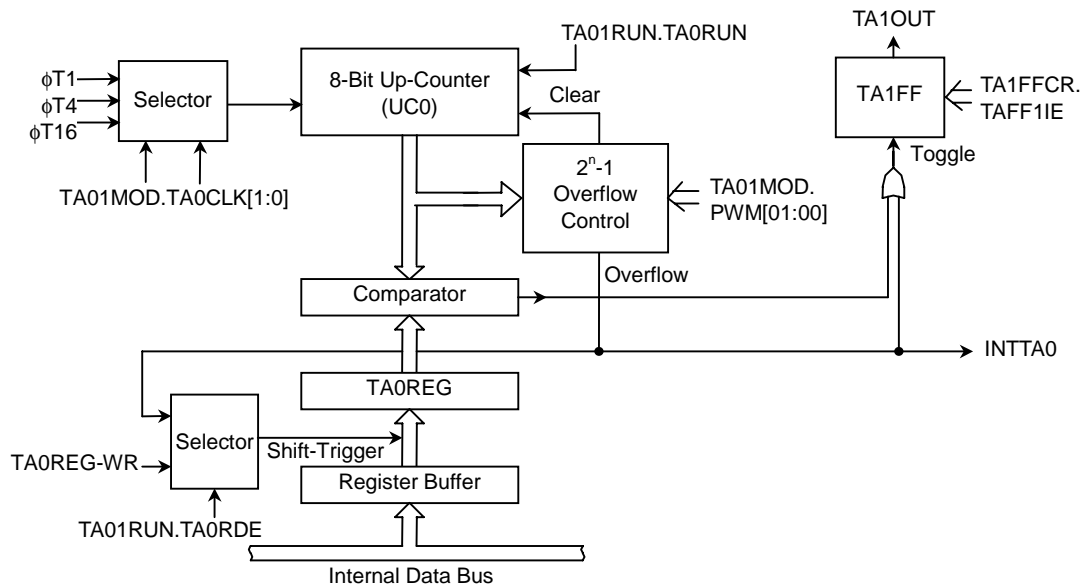 TA1OUT
TA01RUN.TA0RUN
ϕT1
ϕT4
ϕT16
Selector
8-Bit Up-Counter
(UC0)
Clear
TA1FF
TA1FFCR.
TAFF1IE
Toggle
TA01MOD.TA0CLK[1:0]
2ⁿ-1
Overflow
Control
TA01MOD.
PWM[01:00]
Overflow
Comparator
INTTA0
TA0REG
Selector
Shift-Trigger
TA0REG-WR
Register Buffer
TA01RUN.TA0RDE
Internal Data Bus